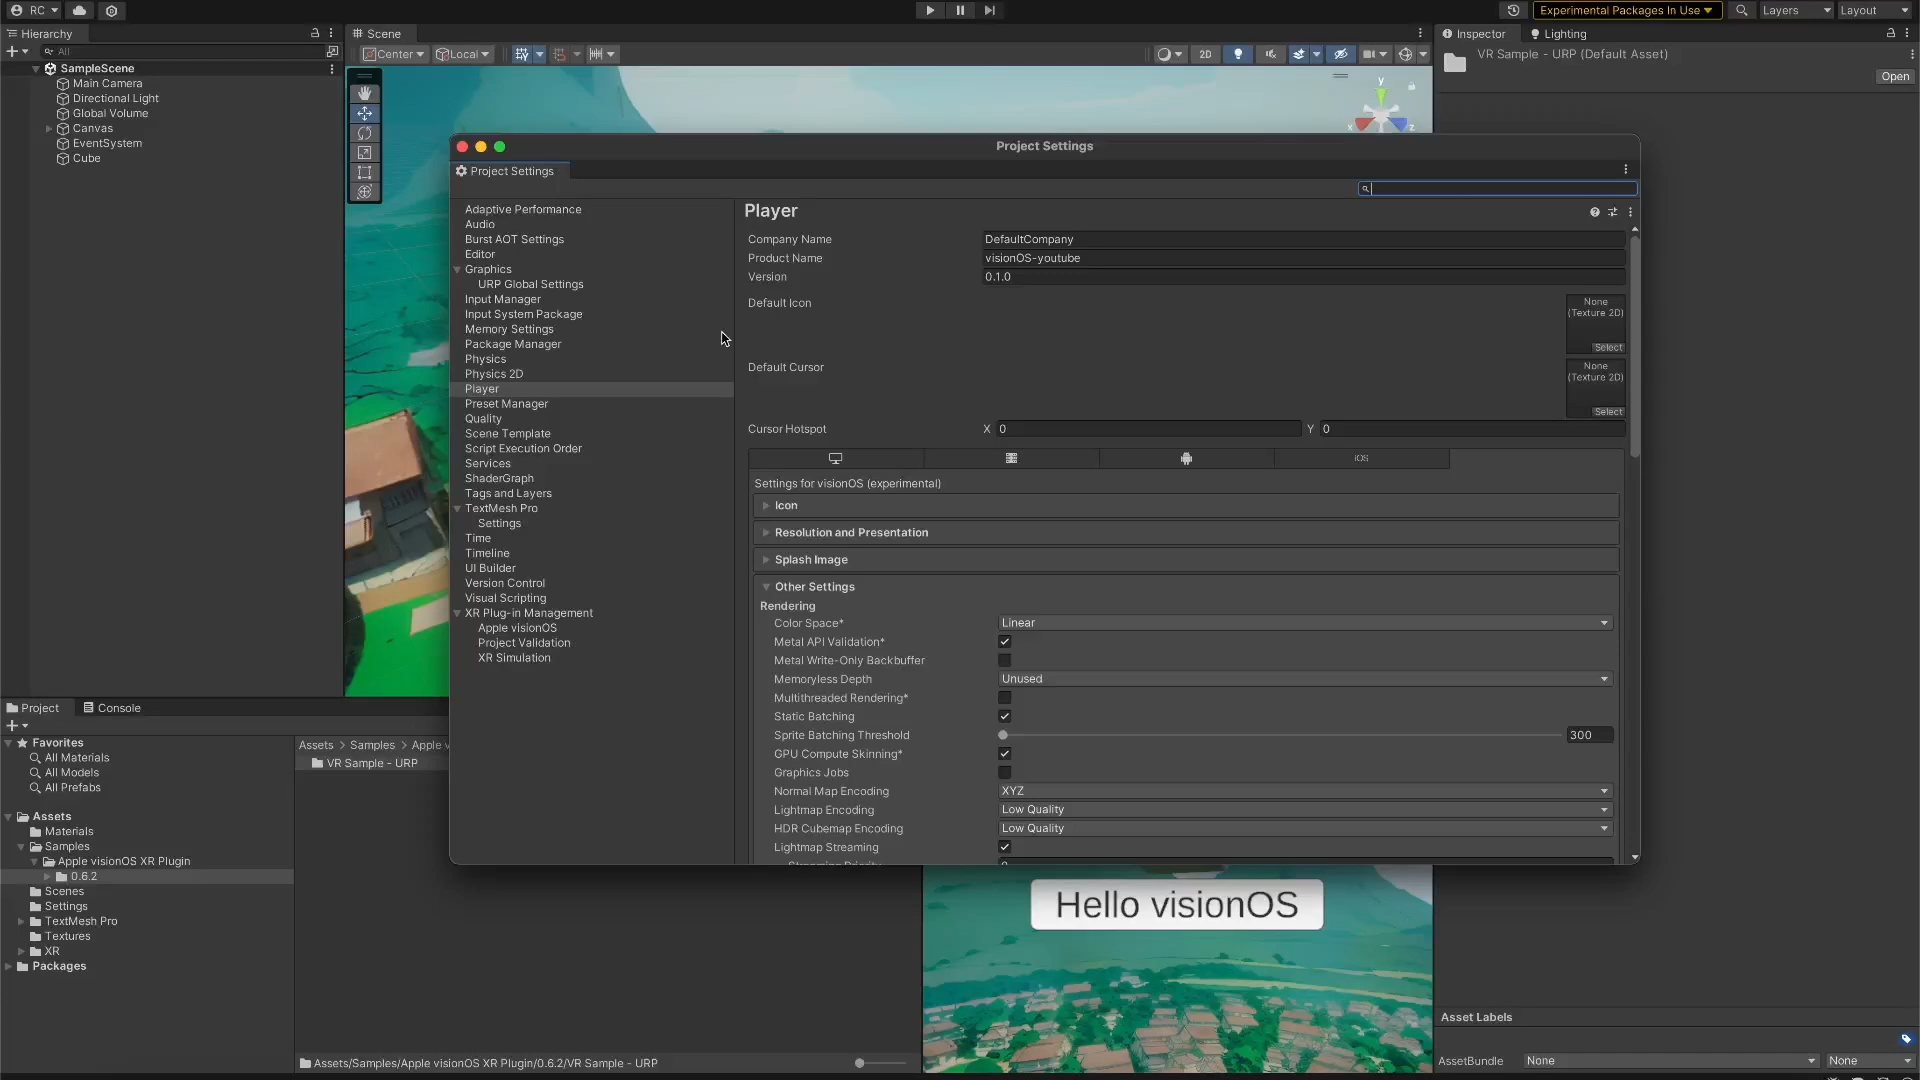 RC
Experimental Packages In Use
Layers
Layout
Hierarchy
All
SampleScene
Main Camera
Directional Light
Global Volume
Canvas
EventSystem
Cube
Scene
Center
Local
2D
y
x
z
Inspector
Lighting
VR Sample - URP (Default Asset)
Open
Project Settings
Project Settings
Adaptive Performance
Audio
Burst AOT Settings
Editor
Graphics
URP Global Settings
Input Manager
Input System Package
Memory Settings
Package Manager
Physics
Physics 2D
Player
Preset Manager
Quality
Scene Template
Script Execution Order
Services
ShaderGraph
Tags and Layers
TextMesh Pro
Settings
Time
Timeline
UI Builder
Version Control
Visual Scripting
XR Plug-in Management
Apple visionOS
Project Validation
XR Simulation
Player
Company Name DefaultCompany
Product Name visionOS-youtube
Version 0.1.0
Default Icon
None
(Texture 2D)
Select
Default Cursor
None
(Texture 2D)
Select
Cursor Hotspot X 0 Y 0
iOS
Settings for visionOS (experimental)
Icon
Resolution and Presentation
Splash Image
Other Settings
Rendering
Color Space* Linear
Metal API Validation*
Metal Write-Only Backbuffer
Memoryless Depth Unused
Multithreaded Rendering*
Static Batching
Sprite Batching Threshold 300
GPU Compute Skinning*
Graphics Jobs
Normal Map Encoding XYZ
Lightmap Encoding Low Quality
HDR Cubemap Encoding Low Quality
Lightmap Streaming
Project
Console
Favorites
All Materials
All Models
All Prefabs
Assets
Materials
Samples
Apple visionOS XR Plugin
0.6.2
Scenes
Settings
TextMesh Pro
Textures
XR
Packages
Assets > Samples > Apple v
VR Sample - URP
Assets/Samples/Apple visionOS XR Plugin/0.6.2/VR Sample - URP
Hello visionOS
Asset Labels
AssetBundle None None